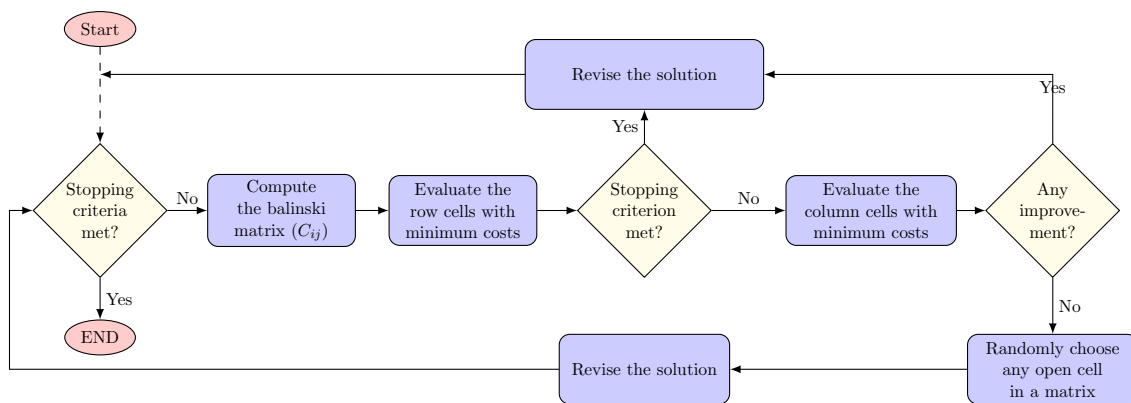 Start
Revise the solution
Yes
Yes
Stopping
criteria
met?
No
Compute
the balinski
matrix (C_{ij})
Evaluate the
row cells with
minimum costs
Stopping
criterion
met?
No
Evaluate the
column cells with
minimum costs
Any
improve-
ment?
Yes
No
END
Revise the solution
Randomly choose
any open cell
in a matrix